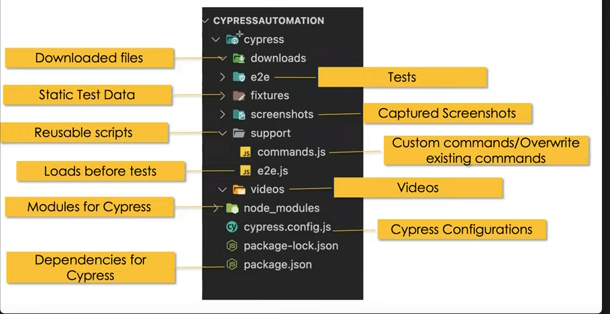 CYPRESSAUTOMATION
cypress
Downloaded files
downloads
e2e
Tests
Static Test Data
fixtures
screenshots
Captured Screenshots
Reusable scripts
support
commands.js
Custom commands/Overwrite
existing commands
Loads before tests
e2e.js
videos
Videos
Modules for Cypress
node_modules
cypress.config.js
Cypress Configurations
package-lock.json
Dependencies for
Cypress
package.json